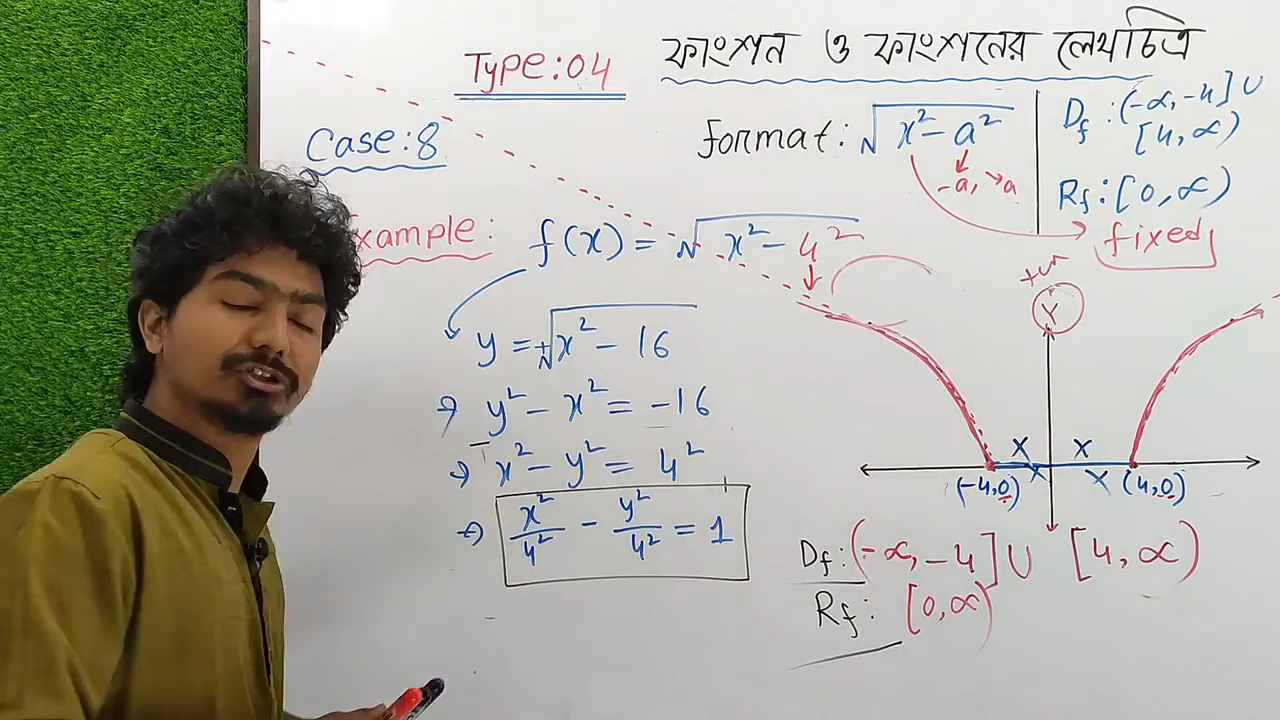 Type:04
ফাংশন ও ফাংশনের লেখচিত্র
Case:8
format: √x²-a²
-a, →a
Df : (-∝, -4] ∪
[4, ∝)
Rf : [0, ∝)
fixed
Example:
f(x) = √x² - 4²
y = +√x² - 16
⇒ y² - x² = -16
⇒ x² - y² = 4²
⇒ x²/4² - y²/4² = 1
+ve
Y
x x
x x
(-4,0) (4,0)
Df: (-∝, -4] ∪ [4, ∝)
Rf: [0, ∝)